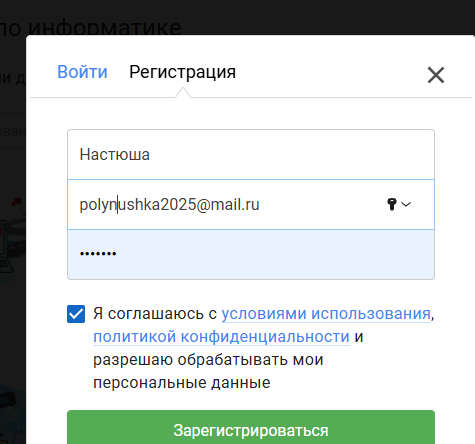 по информатике
Войти Регистрация
Настюша
polynushka2025@mail.ru
•••••••
Я соглашаюсь с условиями использования,
политикой конфиденциальности и
разрешаю обрабатывать мои
персональные данные
Зарегистрироваться